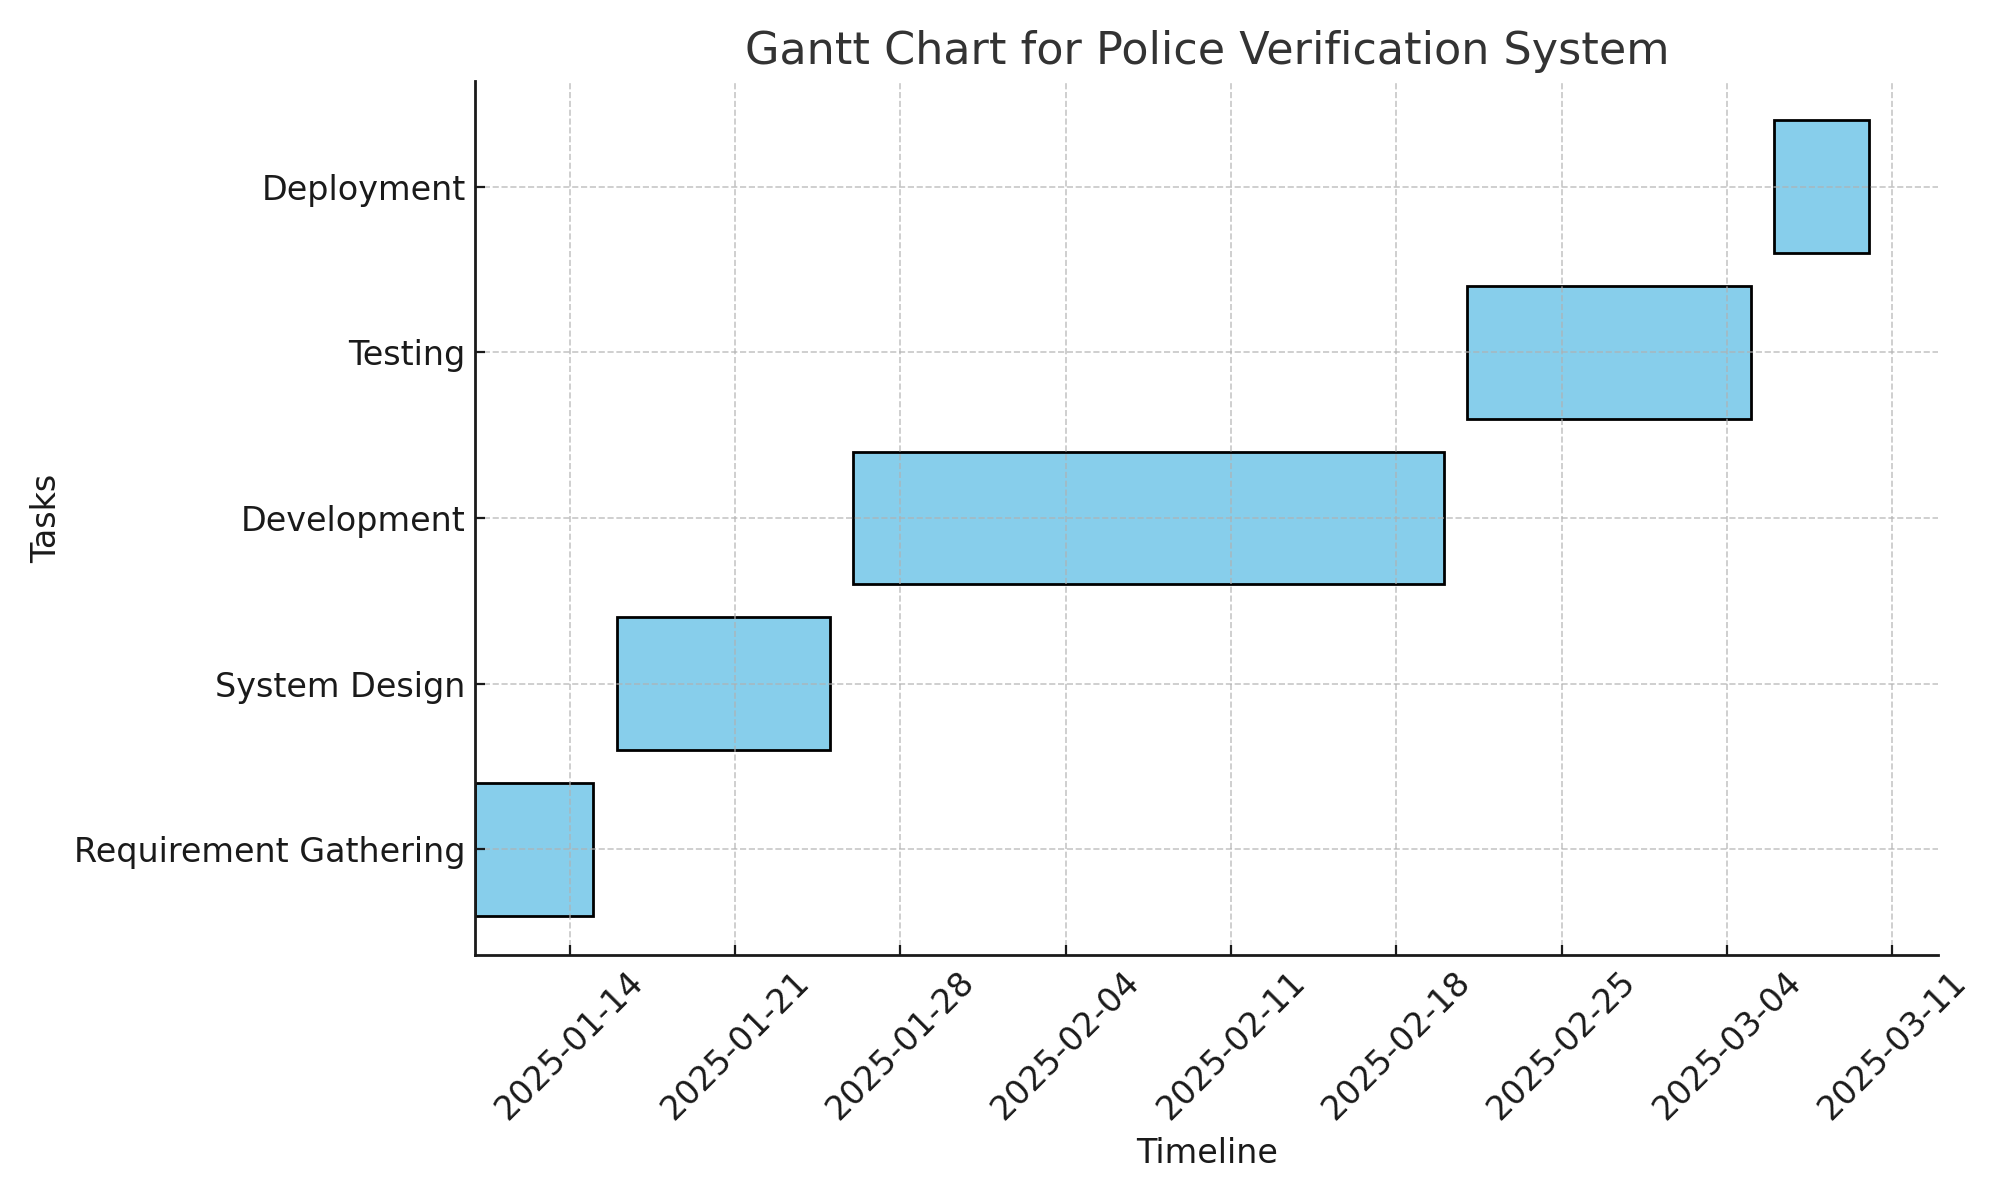 Gantt Chart for Police Verification System
Deployment
Testing
Development
System Design
Requirement Gathering
Tasks
2025-01-14
2025-01-21
2025-01-28
2025-02-04
2025-02-11
2025-02-18
2025-02-25
2025-03-04
2025-03-11
Timeline